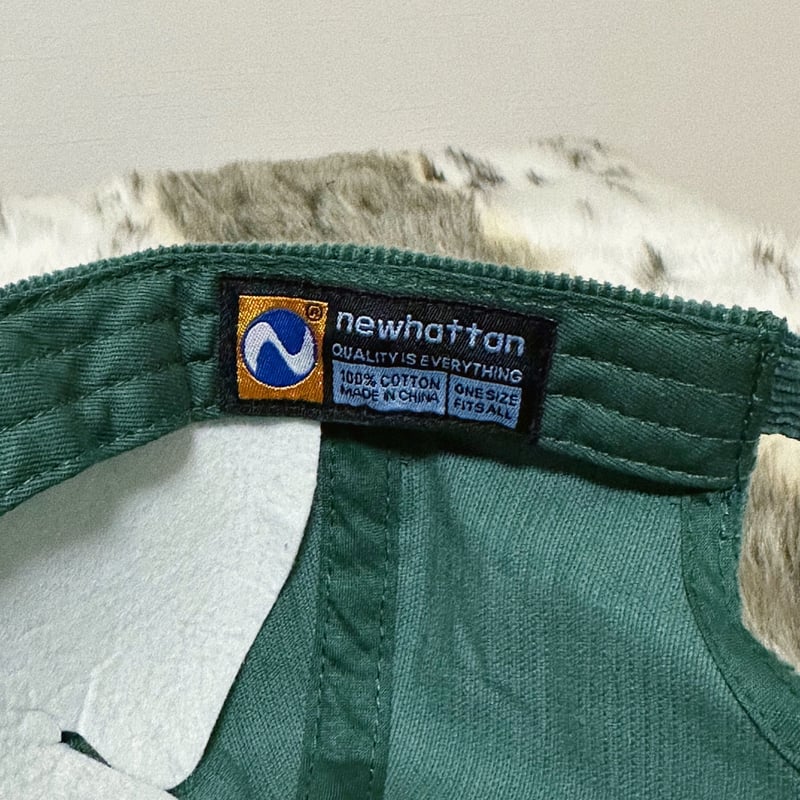 ®
newhattan
QUALITY IS EVERYTHING
100% COTTON
MADE IN CHINA
ONE SIZE
FITS ALL